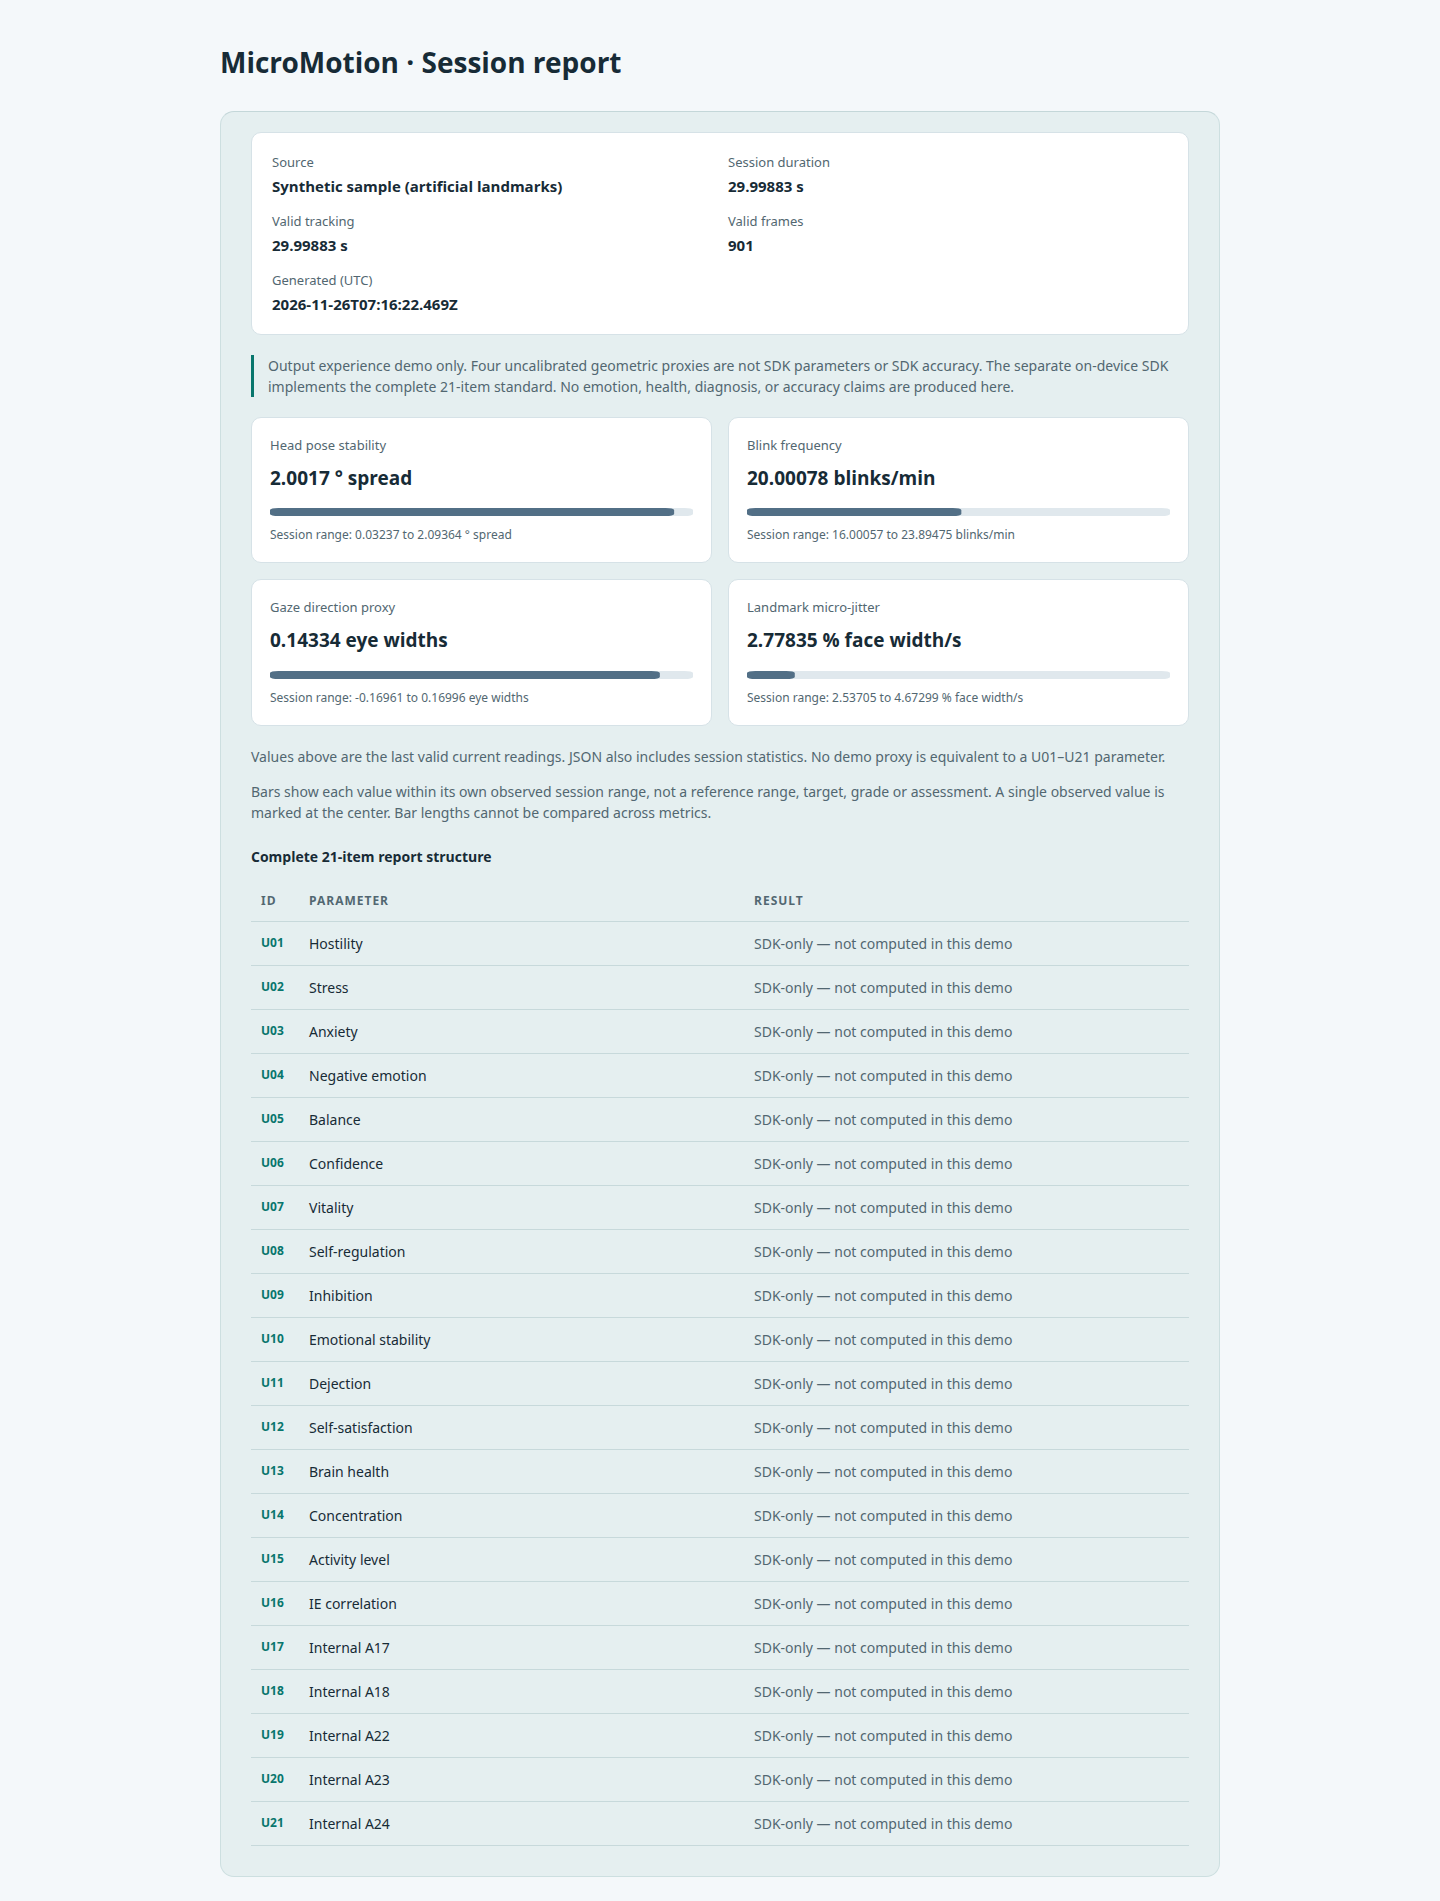 MicroMotion · Session report
Source
Synthetic sample (artificial landmarks)
Session duration
29.99883 s
Valid tracking
29.99883 s
Valid frames
901
Generated (UTC)
2026-11-26T07:16:22.469Z
Output experience demo only. Four uncalibrated geometric proxies are not SDK parameters or SDK accuracy. The separate on-device SDK
implements the complete 21-item standard. No emotion, health, diagnosis, or accuracy claims are produced here.
Head pose stability
2.0017 ° spread
Session range: 0.03237 to 2.09364 ° spread
Blink frequency
20.00078 blinks/min
Session range: 16.00057 to 23.89475 blinks/min
Gaze direction proxy
0.14334 eye widths
Session range: -0.16961 to 0.16996 eye widths
Landmark micro-jitter
2.77835 % face width/s
Session range: 2.53705 to 4.67299 % face width/s
Values above are the last valid current readings. JSON also includes session statistics. No demo proxy is equivalent to a U01–U21 parameter.
Bars show each value within its own observed session range, not a reference range, target, grade or assessment. A single observed value is
marked at the center. Bar lengths cannot be compared across metrics.
Complete 21-item report structure
ID PARAMETER RESULT
U01 Hostility SDK-only — not computed in this demo
U02 Stress SDK-only — not computed in this demo
U03 Anxiety SDK-only — not computed in this demo
U04 Negative emotion SDK-only — not computed in this demo
U05 Balance SDK-only — not computed in this demo
U06 Confidence SDK-only — not computed in this demo
U07 Vitality SDK-only — not computed in this demo
U08 Self-regulation SDK-only — not computed in this demo
U09 Inhibition SDK-only — not computed in this demo
U10 Emotional stability SDK-only — not computed in this demo
U11 Dejection SDK-only — not computed in this demo
U12 Self-satisfaction SDK-only — not computed in this demo
U13 Brain health SDK-only — not computed in this demo
U14 Concentration SDK-only — not computed in this demo
U15 Activity level SDK-only — not computed in this demo
U16 IE correlation SDK-only — not computed in this demo
U17 Internal A17 SDK-only — not computed in this demo
U18 Internal A18 SDK-only — not computed in this demo
U19 Internal A22 SDK-only — not computed in this demo
U20 Internal A23 SDK-only — not computed in this demo
U21 Internal A24 SDK-only — not computed in this demo